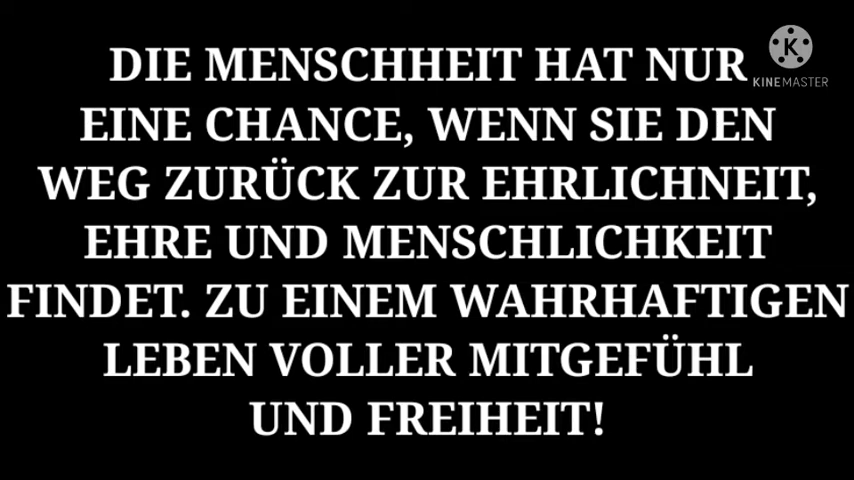 DIE MENSCHHEIT HAT NUR
EINE CHANCE, WENN SIE DEN
WEG ZURÜCK ZUR EHRLICHNEIT,
EHRE UND MENSCHLICHKEIT
FINDET. ZU EINEM WAHRHAFTIGEN
LEBEN VOLLER MITGEFÜHL
UND FREIHEIT!
K
KINEMASTER